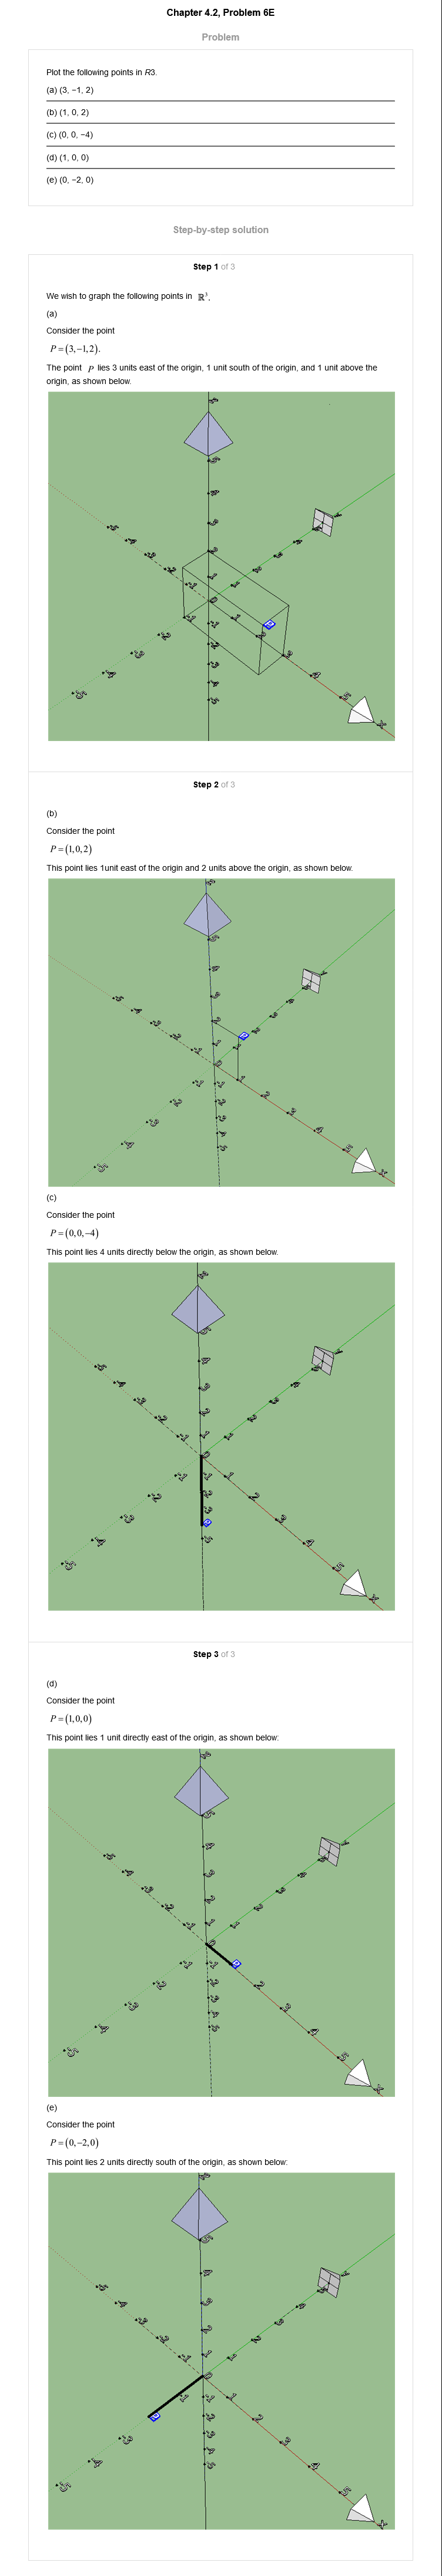 Chapter 4.2, Problem 6E
Problem
Plot the following points in R3.
(a) (3, −1, 2)
(b) (1, 0, 2)
(c) (0, 0, −4)
(d) (1, 0, 0)
(e) (0, −2, 0)
Step-by-step solution
Step 1 of 3
We wish to graph the following points in ℝ³.
(a)
Consider the point
P = (3, −1, 2).
The point P lies 3 units east of the origin, 1 unit south of the origin, and 1 unit above the
origin, as shown below.
Step 2 of 3
(b)
Consider the point
P = (1, 0, 2)
This point lies 1unit east of the origin and 2 units above the origin, as shown below.
(c)
Consider the point
P = (0, 0, −4)
This point lies 4 units directly below the origin, as shown below.
Step 3 of 3
(d)
Consider the point
P = (1, 0, 0)
This point lies 1 unit directly east of the origin, as shown below:
(e)
Consider the point
P = (0, −2, 0)
This point lies 2 units directly south of the origin, as shown below: